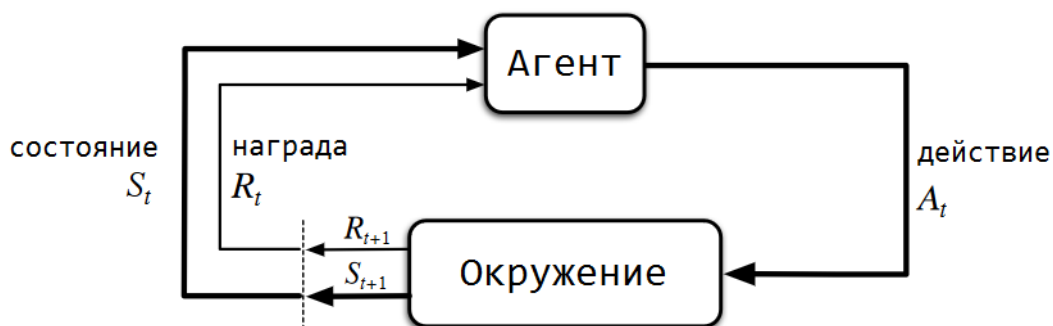 Агент
состояние
S_t
награда
R_t
действие
A_t
R_{t+1}
S_{t+1}
Окружение